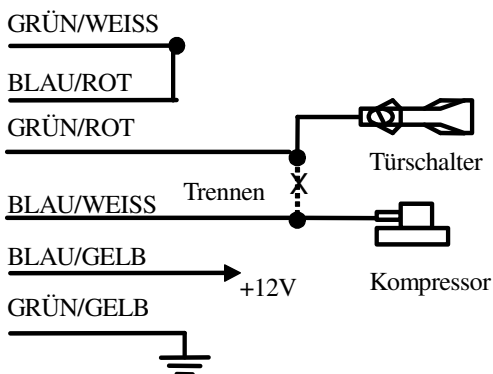 GRÜN/WEISS
BLAU/ROT
GRÜN/ROT
Türschalter
Trennen
X
BLAU/WEISS
BLAU/GELB
+12V
Kompressor
GRÜN/GELB